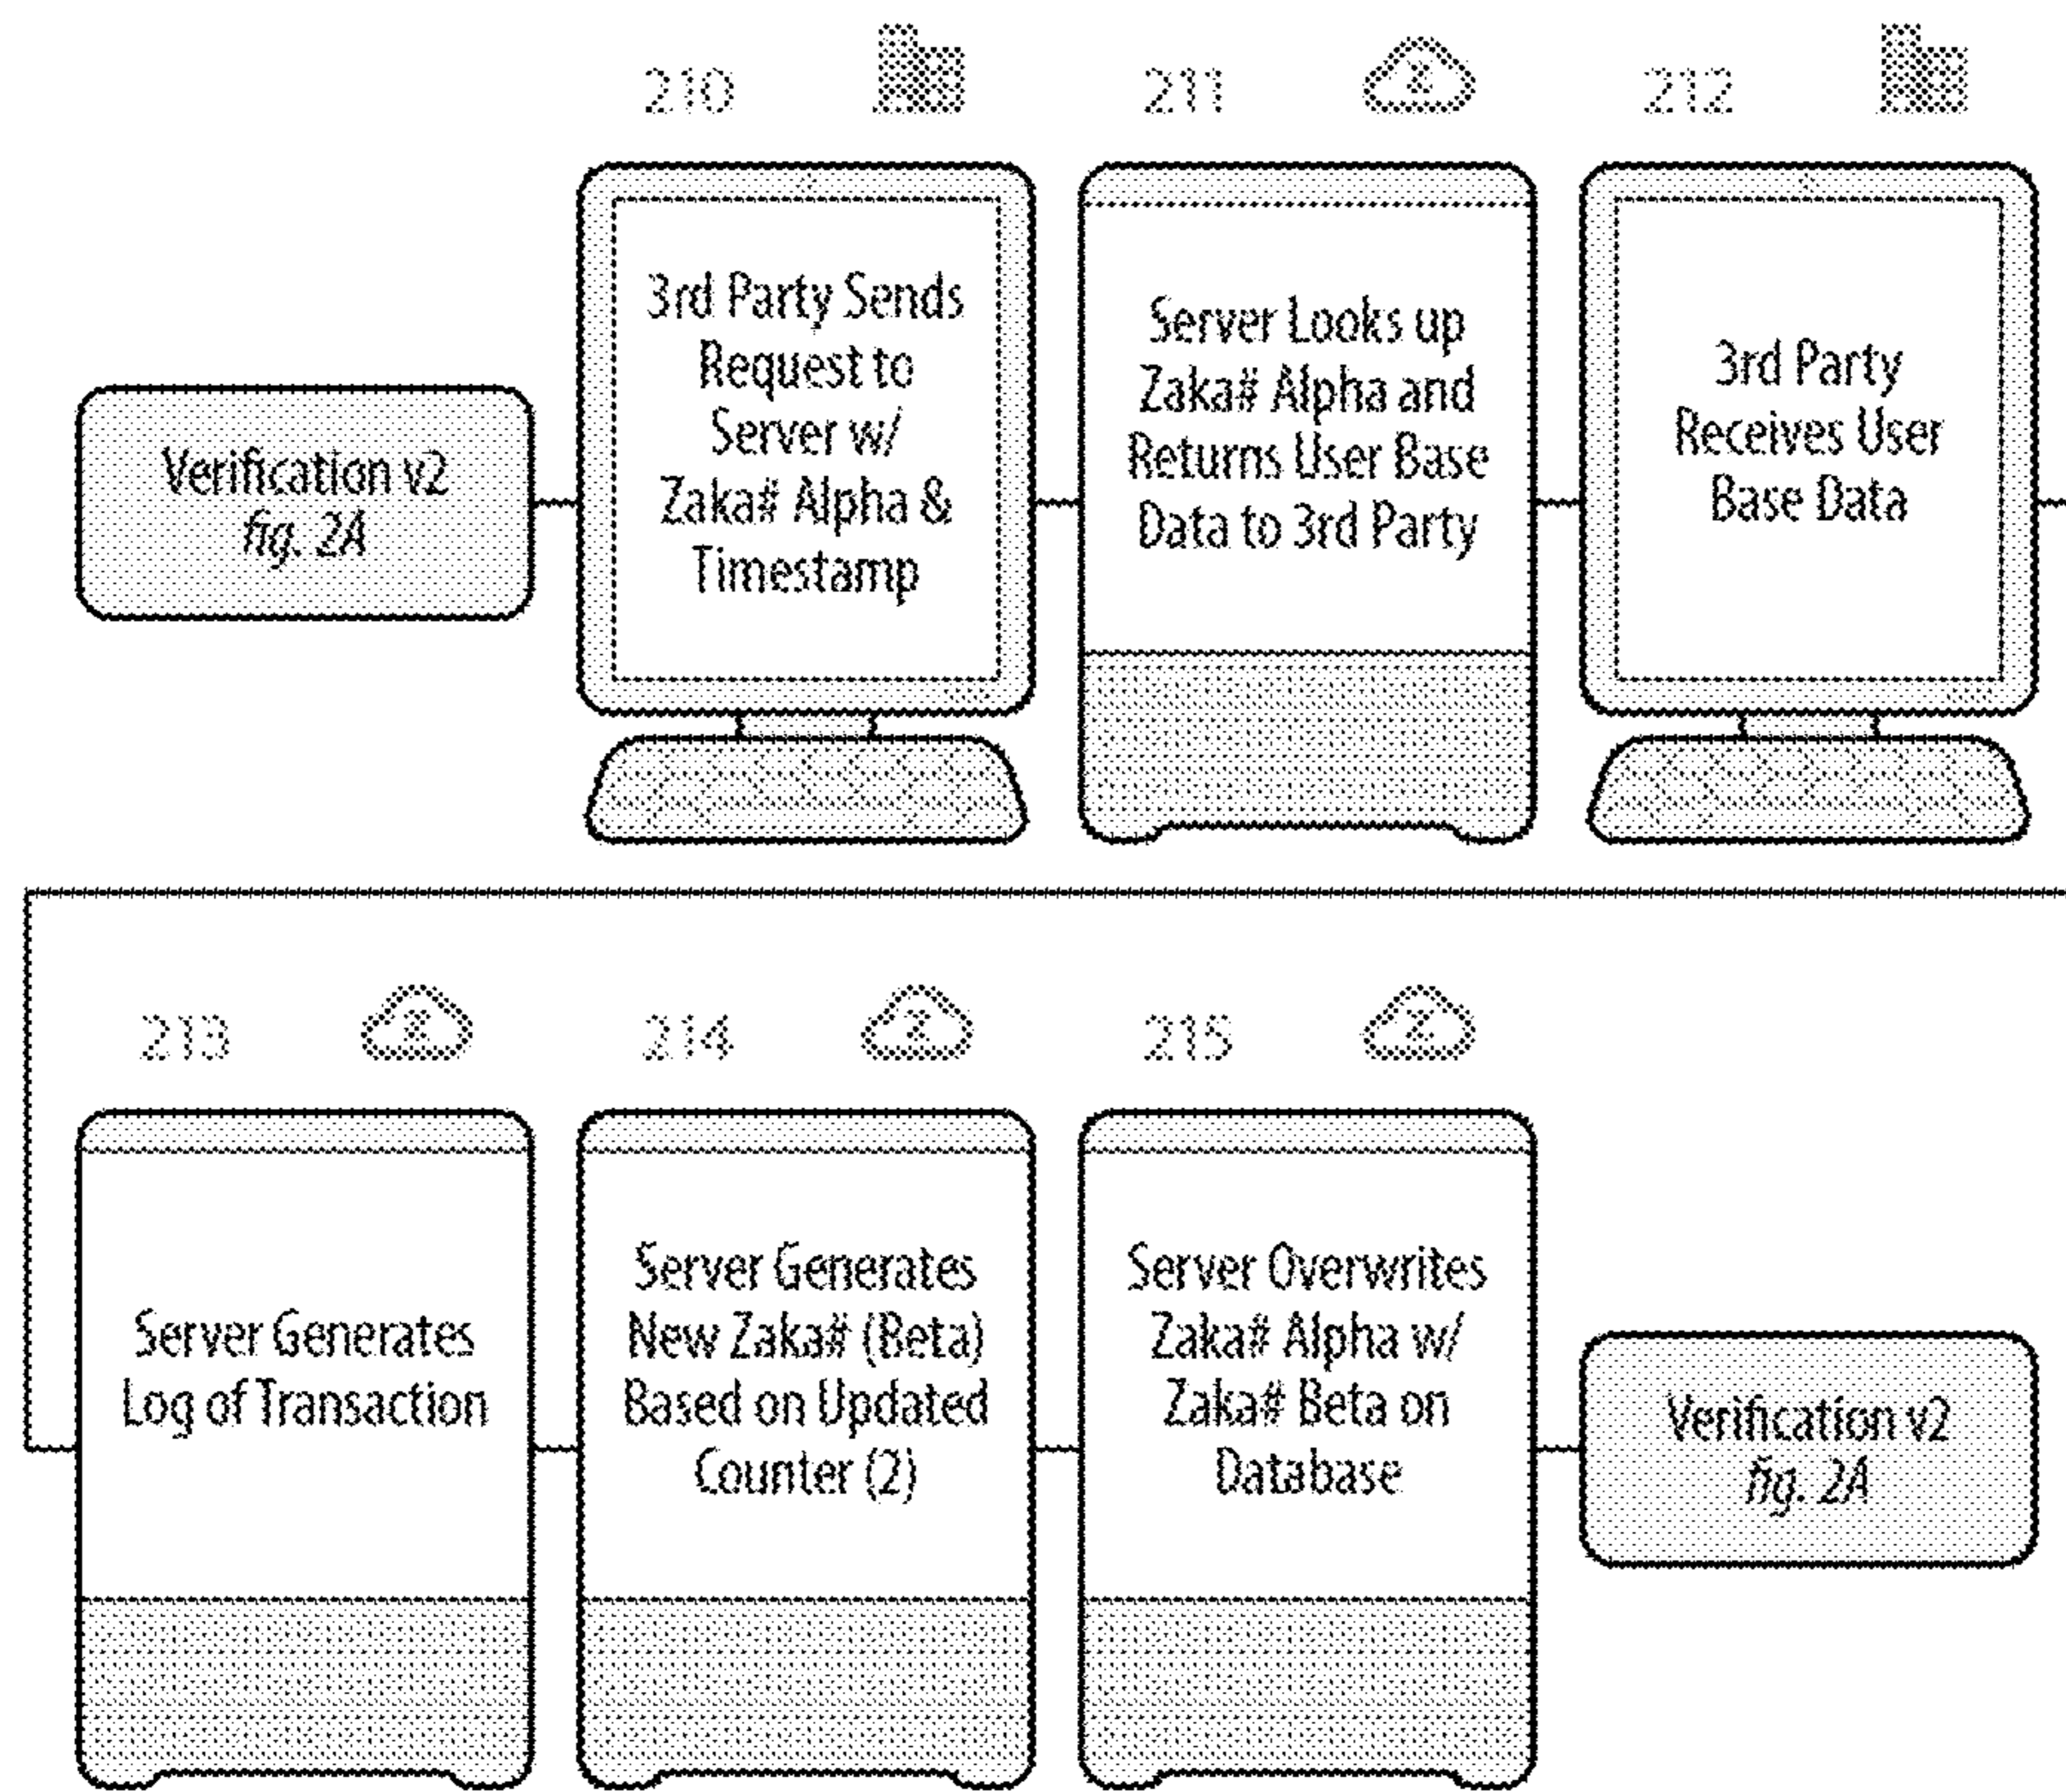 210
Z
211
212
3rd Party Sends
Request to
Server w/
Zaka# Alpha &
Timestamp
Server Looks up
Zaka# Alpha and
Returns User Base
Data to 3rd Party
3rd Party
Receives User
Base Data
Verification v2
fig. 2A
213
Z
214
Z
215
Z
Server Generates
Log of Transaction
Server Generates
New Zaka# (Beta)
Based on Updated
Counter (2)
Server Overwrites
Zaka# Alpha w/
Zaka# Beta on
Database
Verification v2
fig. 2A